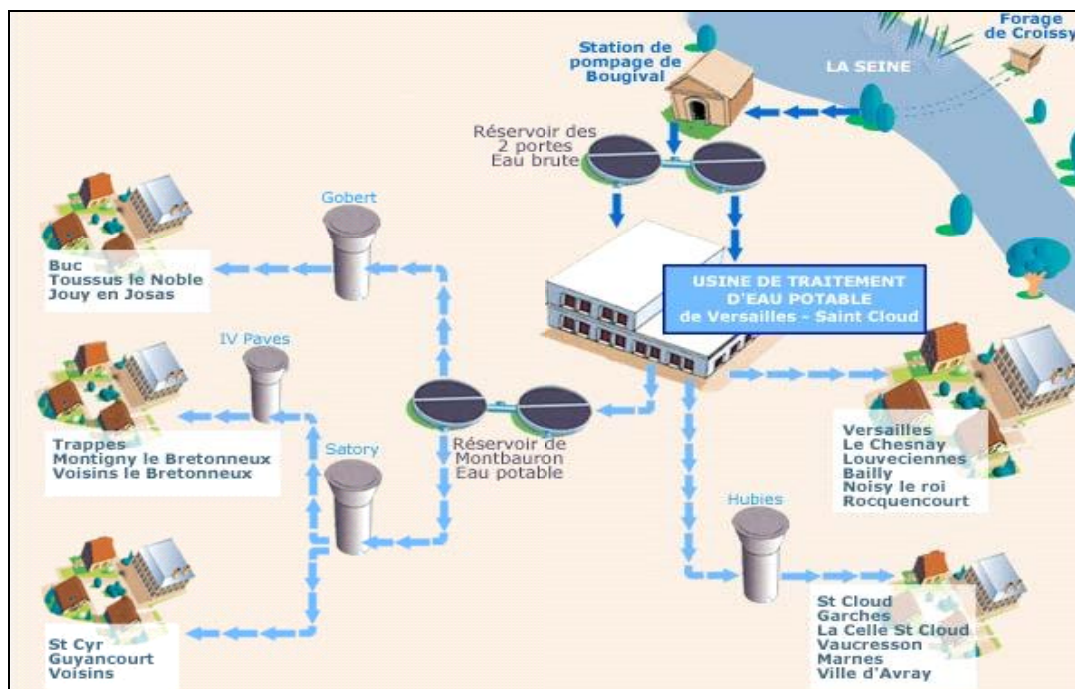 Forage
de Croissy
Station de
pompage de
Bougival
LA SEINE
Réservoir des
2 portes
Eau brute
Gobert
Buc
Toussus le Noble
Jouy en Josas
USINE DE TRAITEMENT
D'EAU POTABLE
de Versailles - Saint Cloud
IV Paves
Trappes
Montigny le Bretonneux
Voisins le Bretonneux
Réservoir de
Montbauron
Eau potable
Satory
Versailles
Le Chesnay
Louveciennes
Bailly
Noisy le roi
Rocquencourt
Hubies
St Cyr
Guyancourt
Voisins
St Cloud
Garches
La Celle St Cloud
Vaucresson
Marnes
Ville d'Avray